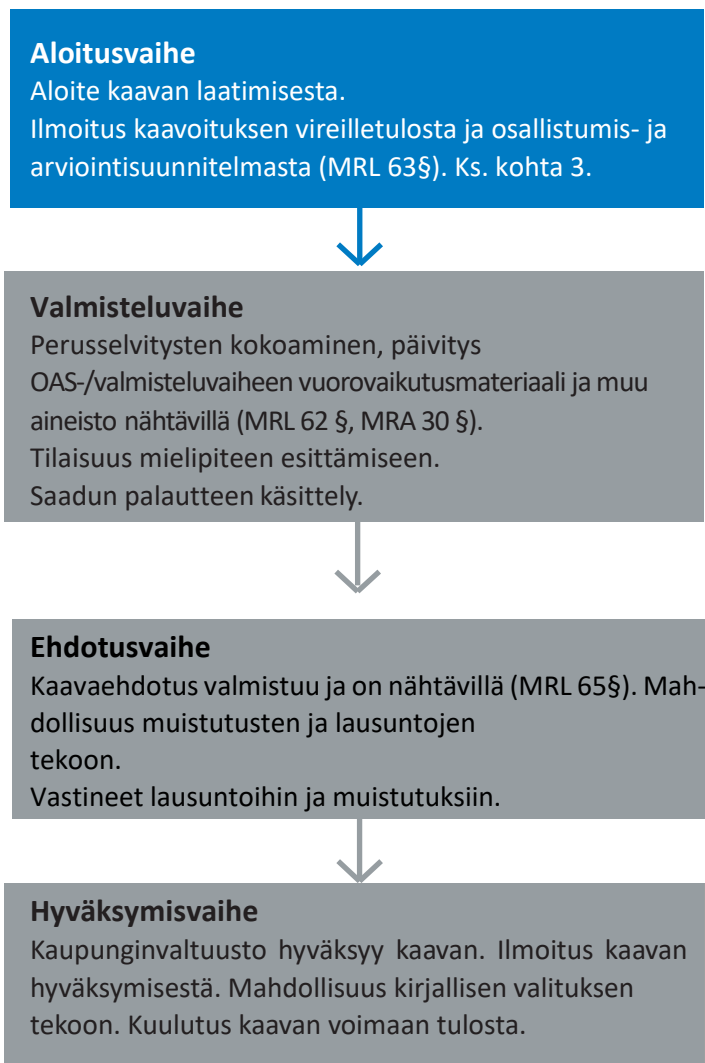 Aloitusvaihe
Aloite kaavan laatimisesta.
Ilmoitus kaavoituksen vireilletulosta ja osallistumis- ja
arviointisuunnitelmasta (MRL 63§). Ks. kohta 3.
Valmisteluvaihe
Perusselvitysten kokoaminen, päivitys
OAS-/valmisteluvaiheen vuorovaikutusmateriaali ja muu
aineisto nähtävillä (MRL 62 §, MRA 30 §).
Tilaisuus mielipiteen esittämiseen.
Saadun palautteen käsittely.
Ehdotusvaihe
Kaavaehdotus valmistuu ja on nähtävillä (MRL 65§). Mah-
dollisuus muistutusten ja lausuntojen
tekoon.
Vastineet lausuntoihin ja muistutuksiin.
Hyväksymisvaihe
Kaupunginvaltuusto hyväksyy kaavan. Ilmoitus kaavan
hyväksymisestä. Mahdollisuus kirjallisen valituksen
tekoon. Kuulutus kaavan voimaan tulosta.